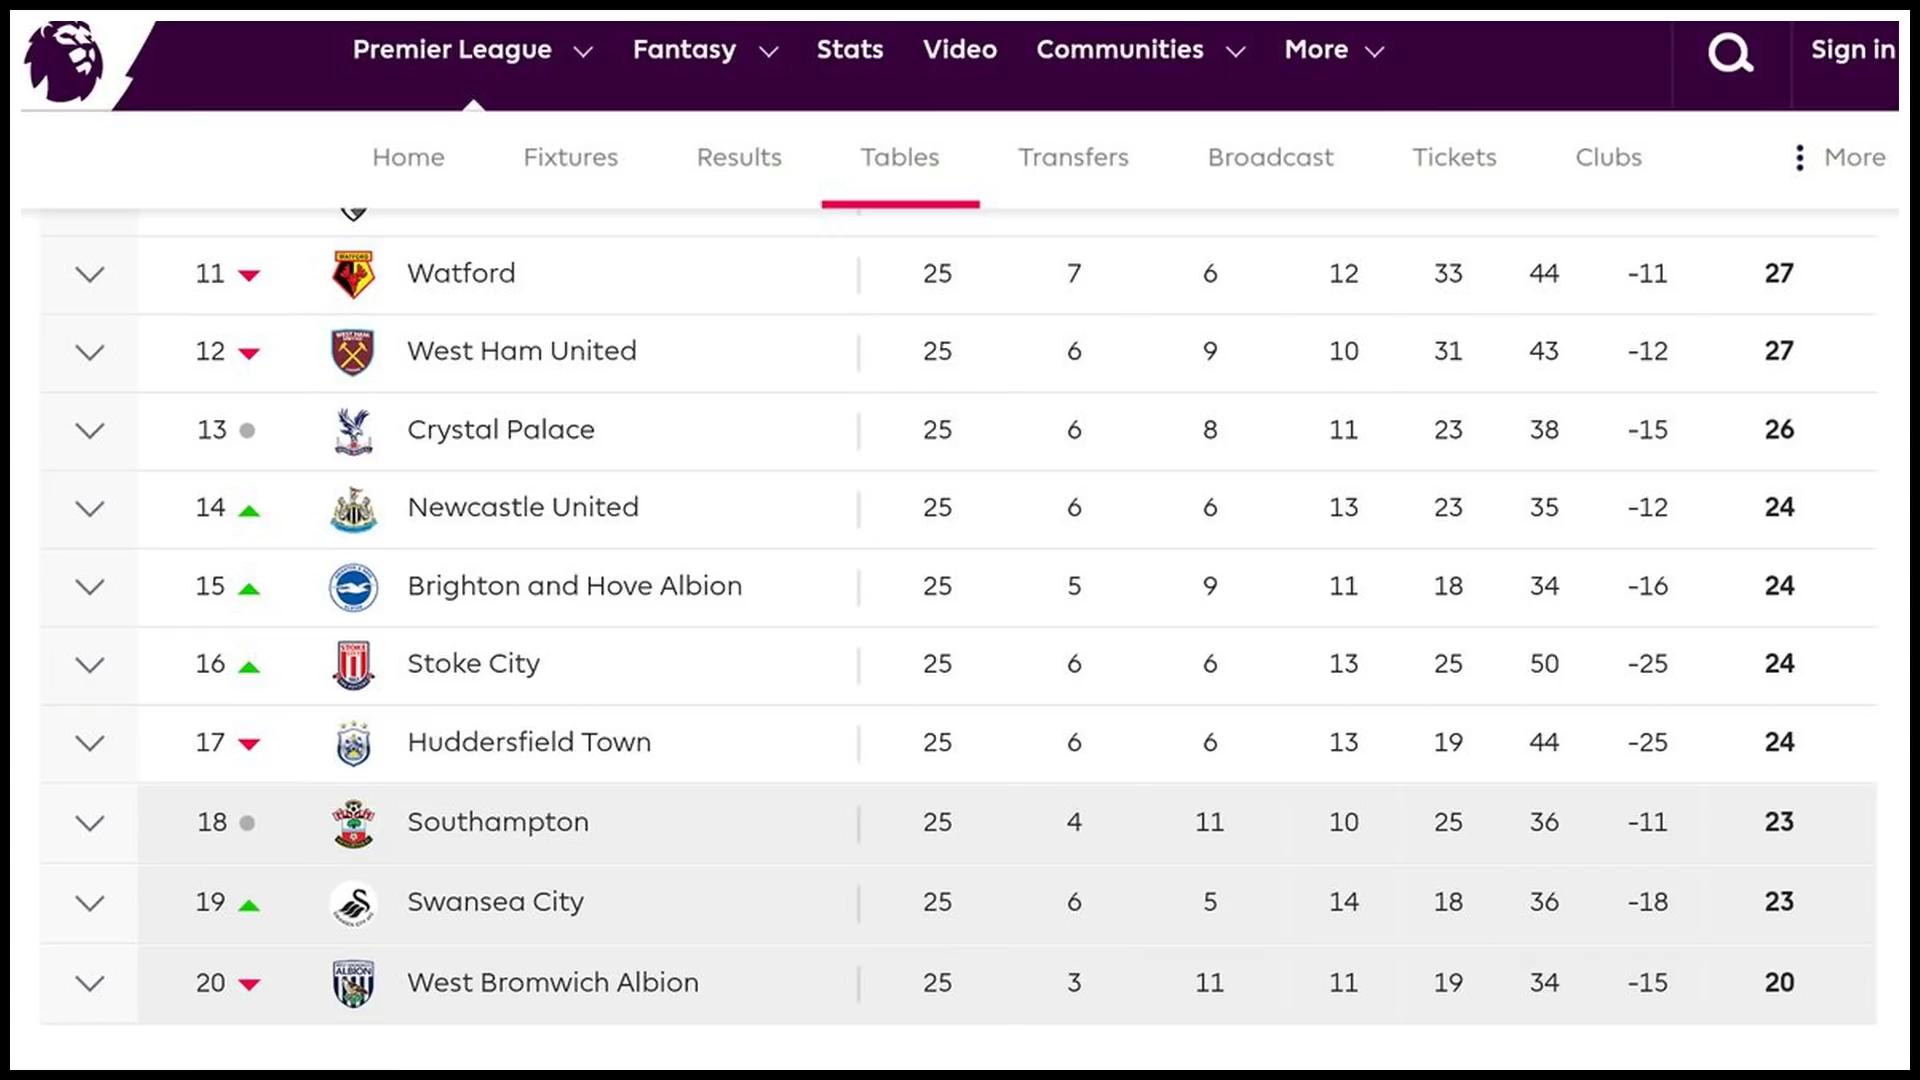 Premier League Fantasy Stats Video Communities More Sign in
Home Fixtures Results Tables Transfers Broadcast Tickets Clubs More
11 Watford 25 7 6 12 33 44 -11 27
12 West Ham United 25 6 9 10 31 43 -12 27
13 Crystal Palace 25 6 8 11 23 38 -15 26
14 Newcastle United 25 6 6 13 23 35 -12 24
15 Brighton and Hove Albion 25 5 9 11 18 34 -16 24
16 Stoke City 25 6 6 13 25 50 -25 24
17 Huddersfield Town 25 6 6 13 19 44 -25 24
18 Southampton 25 4 11 10 25 36 -11 23
19 Swansea City 25 6 5 14 18 36 -18 23
20 West Bromwich Albion 25 3 11 11 19 34 -15 20